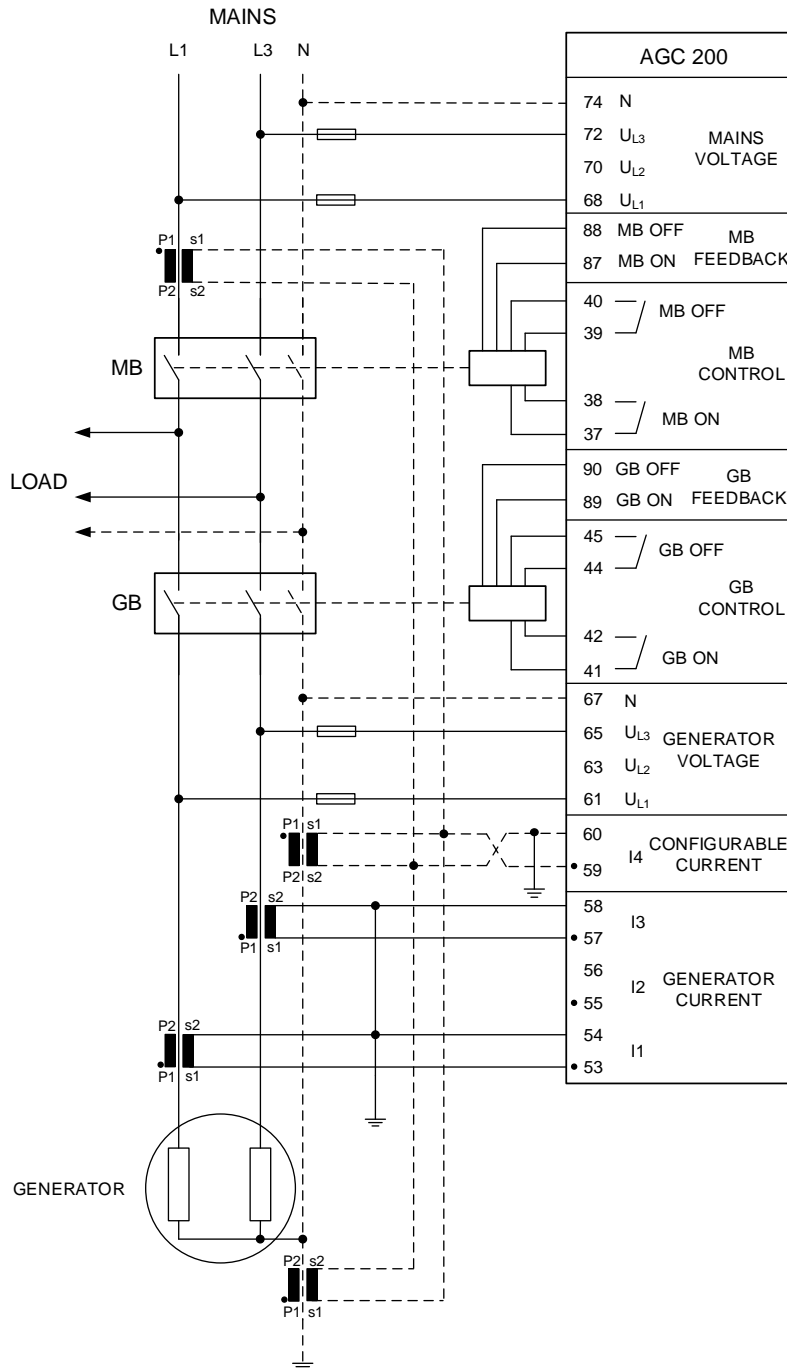 MAINS
L1 L3 N
AGC 200
74 N
72 UL3
70 UL2
68 UL1
MAINS
VOLTAGE
P1 s1
P2 s2
88 MB OFF
87 MB ON
MB
FEEDBACK
40
39
MB OFF
MB
CONTROL
38
37
MB ON
MB
LOAD
90 GB OFF
89 GB ON
GB
FEEDBACK
45
44
GB OFF
GB
CONTROL
42
41
GB ON
GB
67 N
65 UL3
63 UL2
61 UL1
GENERATOR
VOLTAGE
P1 s1
P2 s2
60
59
I4
CONFIGURABLE
CURRENT
P2 s2
P1 s1
58
57
I3
56
55
I2
GENERATOR
CURRENT
P2 s2
P1 s1
54
53
I1
GENERATOR
P2 s2
P1 s1